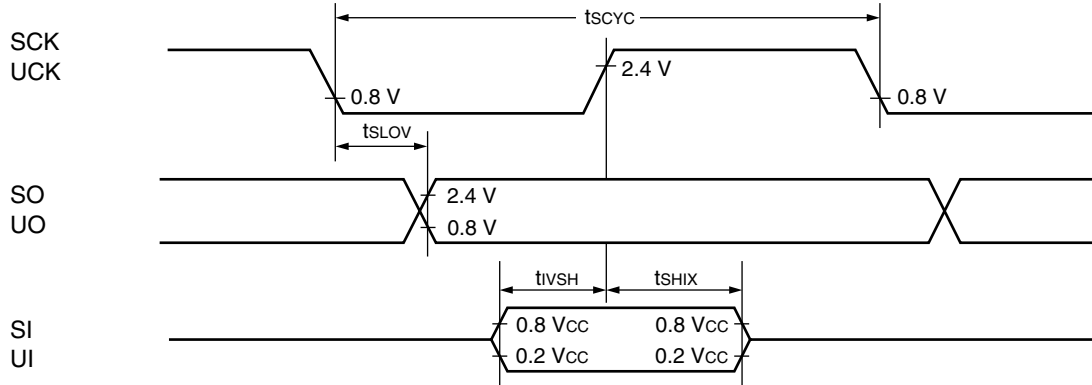 tSCYC
SCK
UCK
2.4 V
0.8 V
0.8 V
tSLOV
SO
UO
2.4 V
0.8 V
tIVSH
tSHIX
SI
UI
0.8 VCC
0.8 VCC
0.2 VCC
0.2 VCC